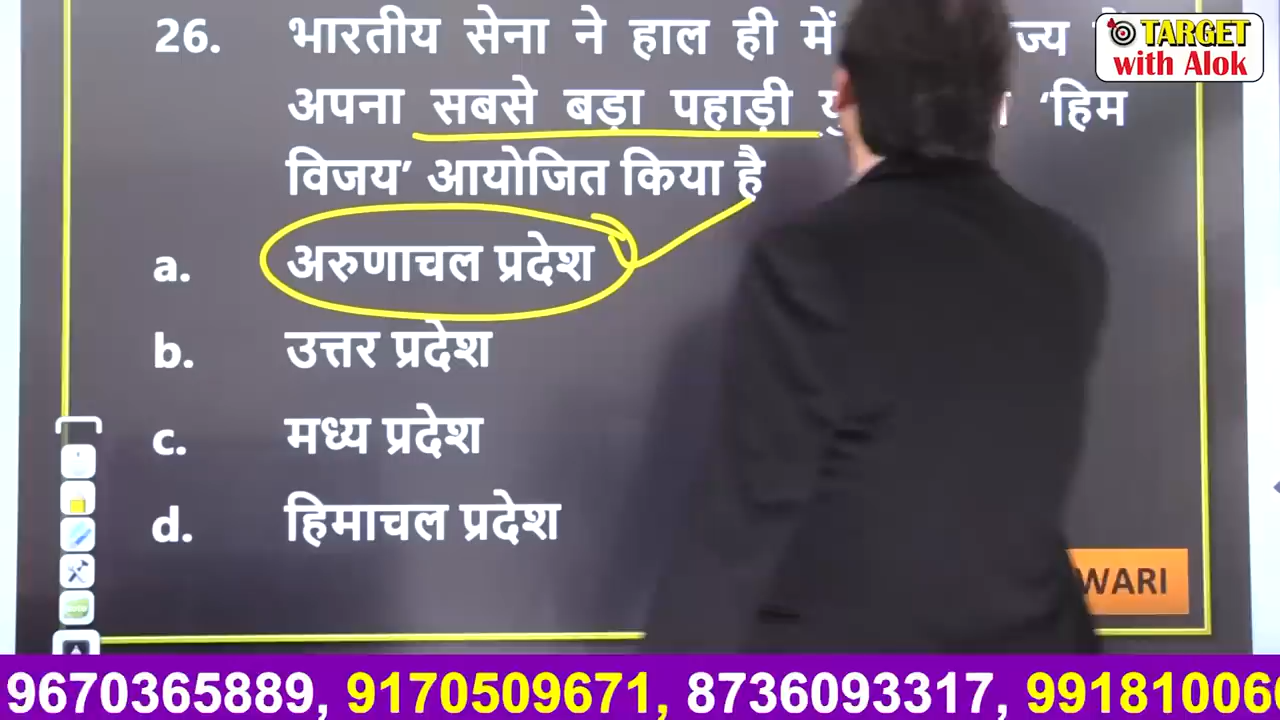 26. भारतीय सेना ने हाल ही में
अपना सबसे बड़ा पहाड़ी ‘हिम
विजय’ आयोजित किया है
a. अरुणाचल प्रदेश
b. उत्तर प्रदेश
c. मध्य प्रदेश
d. हिमाचल प्रदेश
TARGET
with Alok
WARI
9670365889, 9170509671, 8736093317,